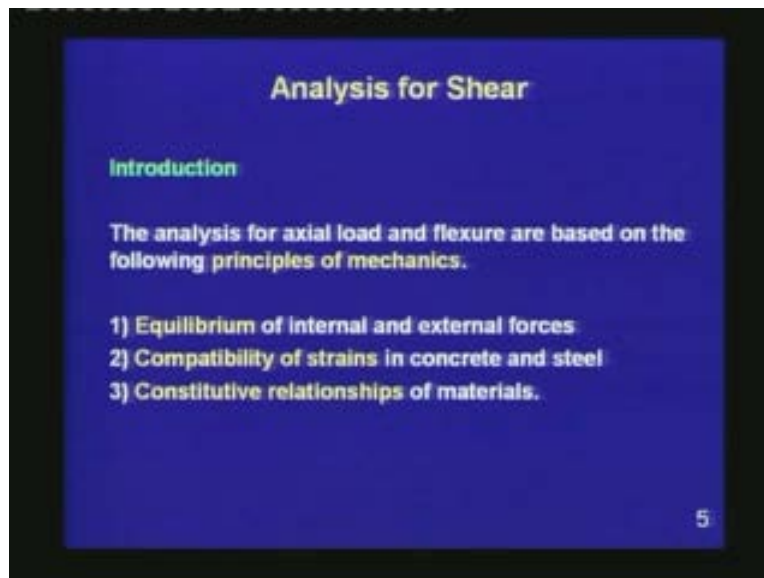 Analysis for Shear
Introduction
The analysis for axial load and flexure are based on the
following principles of mechanics.
1) Equilibrium of internal and external forces
2) Compatibility of strains in concrete and steel
3) Constitutive relationships of materials.
5